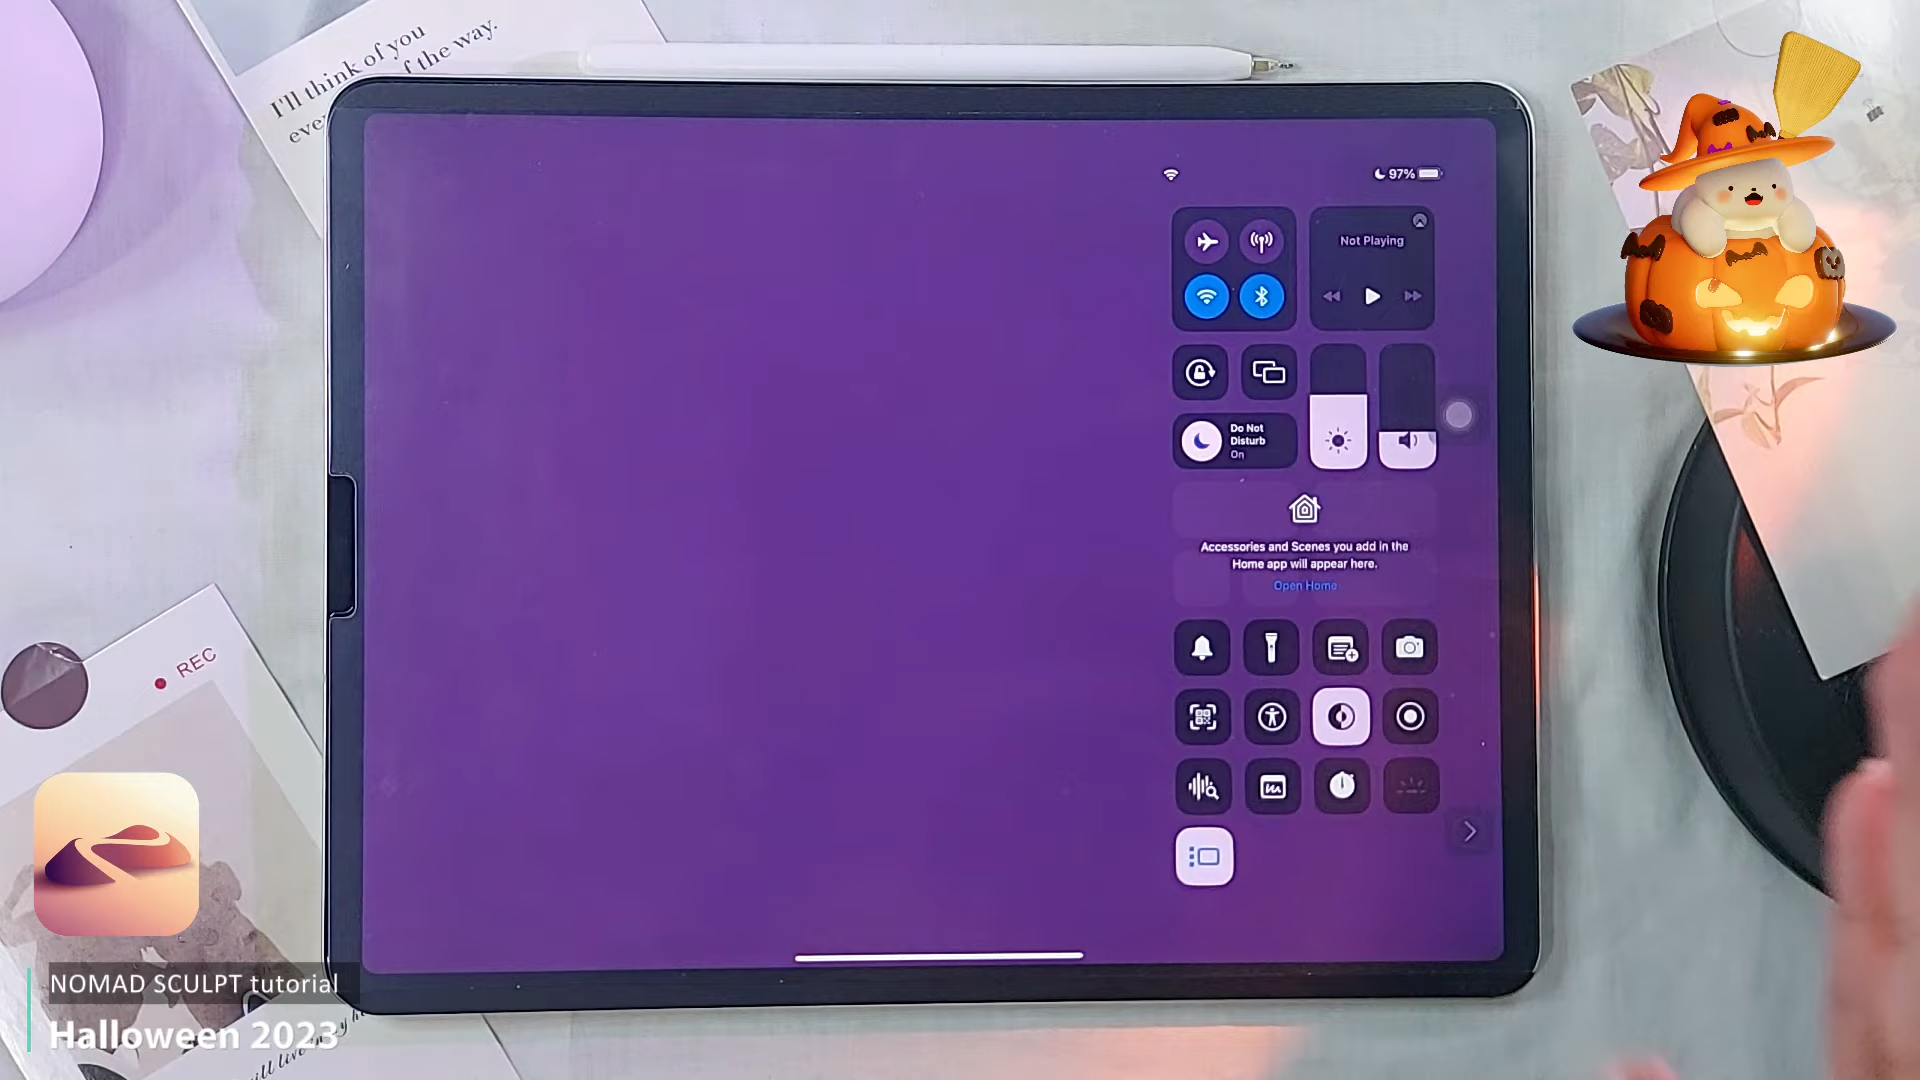 I'll think of you
of the way.
97%
Not Playing
Do Not
Disturb
On
Accessories and Scenes you add in the
Home app will appear here.
Open Home
REC
NOMAD SCULPT tutorial
Halloween 2023